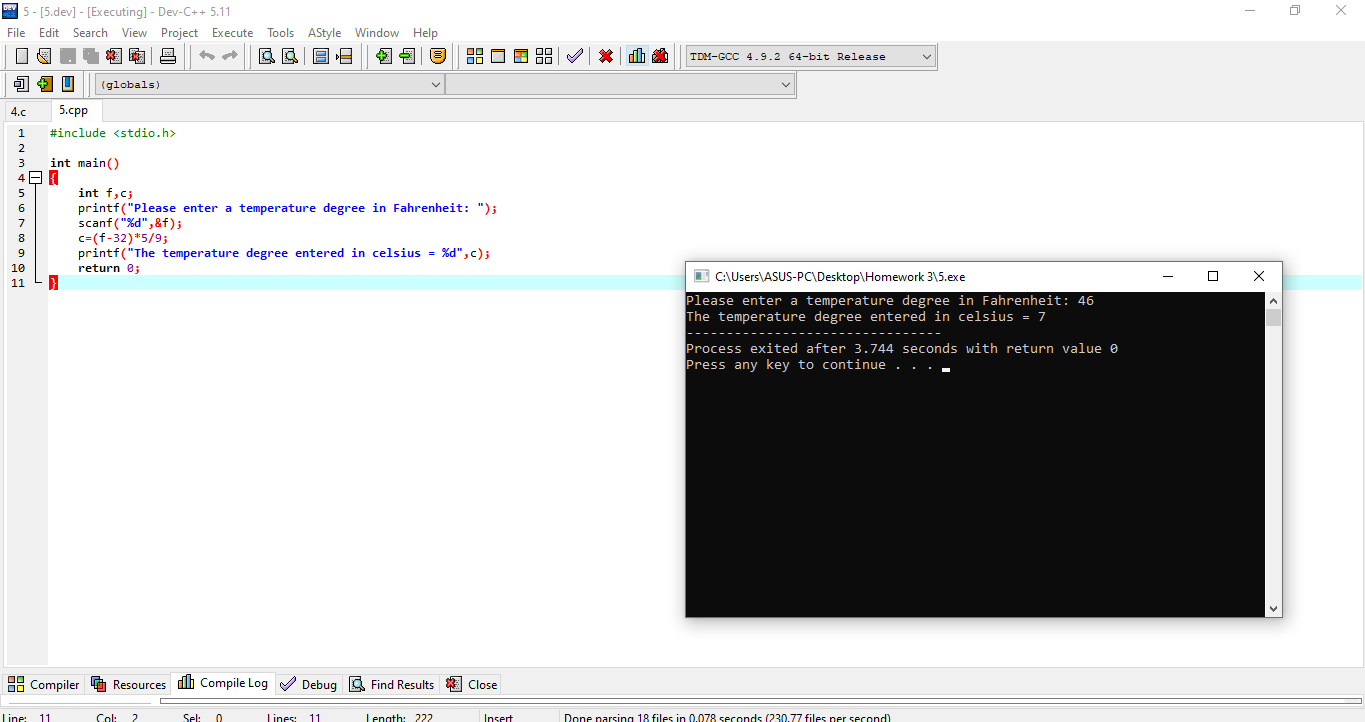 5 - [5.dev] - [Executing] - Dev-C++ 5.11
File Edit Search View Project Execute Tools AStyle Window Help
TDM-GCC 4.9.2 64-bit Release
(globals)
4.c 5.cpp
1 #include <stdio.h>
2
3 int main()
4 {
5 int f,c;
6 printf("Please enter a temperature degree in Fahrenheit: ");
7 scanf("%d",&f);
8 c=(f-32)*5/9;
9 printf("The temperature degree entered in celsius = %d",c);
10 return 0;
11 }
C:\Users\ASUS-PC\Desktop\Homework 3\5.exe
Please enter a temperature degree in Fahrenheit: 46
The temperature degree entered in celsius = 7
--------------------------------
Process exited after 3.744 seconds with return value 0
Press any key to continue . . .
Compiler Resources Compile Log Debug Find Results Close
Line: 11 Col: 2 Sel: 0 Lines: 11 Length: 222 Insert Done parsing 18 files in 0.078 seconds (230.77 files per second)